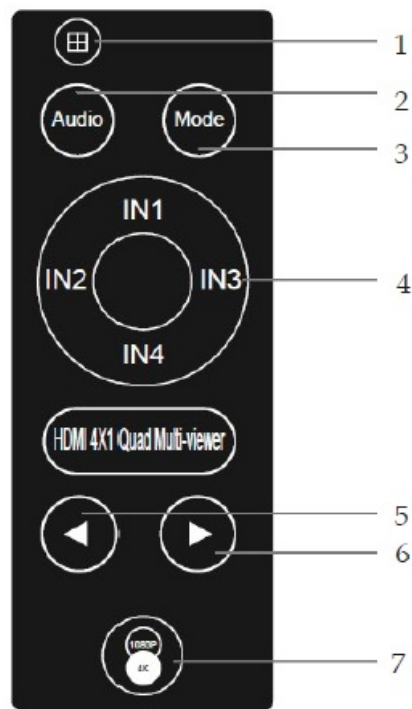 1
Audio
Mode
2
3
IN1
IN2
IN3
4
IN4
HDMI 4X1 Quad Multi-viewer
5
6
1080P
4K
7